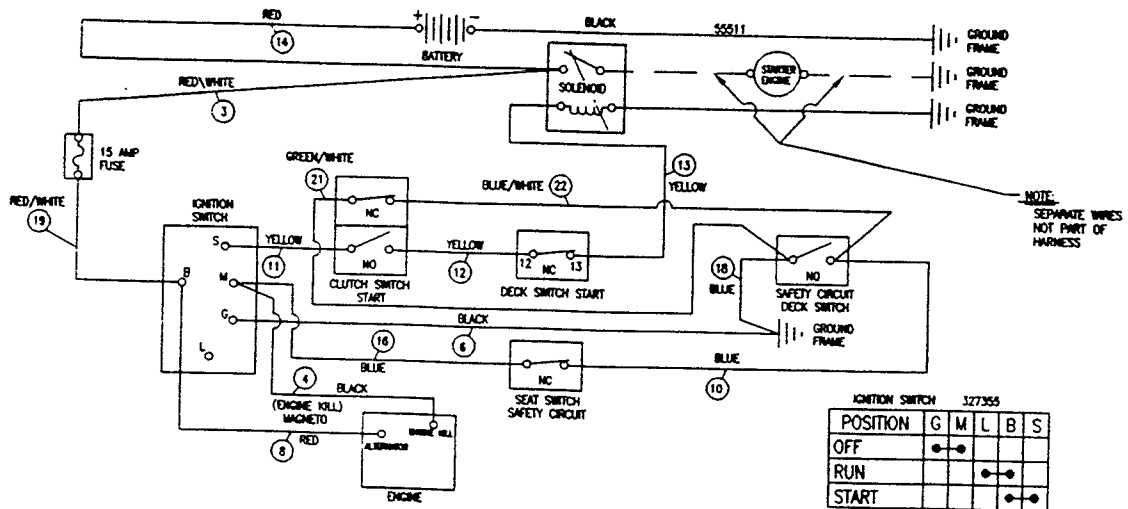 RED
14
+
-
BATTERY
BLACK
55511
GROUND
FRAME
SOLENOID
STARTER
ENGINE
GROUND
FRAME
GROUND
FRAME
RED\WHITE
3
15 AMP
FUSE
RED/WHITE
19
IGNITION
SWITCH
S
B
M
G
L
GREEN/WHITE
21
NC
NO
CLUTCH SWITCH
START
BLUE/WHITE
22
YELLOW
11
YELLOW
12
12
NC
13
DECK SWITCH START
13
YELLOW
NOTE:
SEPARATE WIRES
NOT PART OF
HARNESS
18
BLUE
NO
SAFETY CIRCUIT
DECK SWITCH
BLACK
6
GROUND
FRAME
16
BLUE
NC
SEAT SWITCH
SAFETY CIRCUIT
BLUE
10
4
BLACK
(ENGINE KILL)
MAGNETO
8
RED
ALTERNATOR
ENGINE KILL
ENGINE
IGNITION SWITCH 327355
POSITION G M L B S
OFF
RUN
START